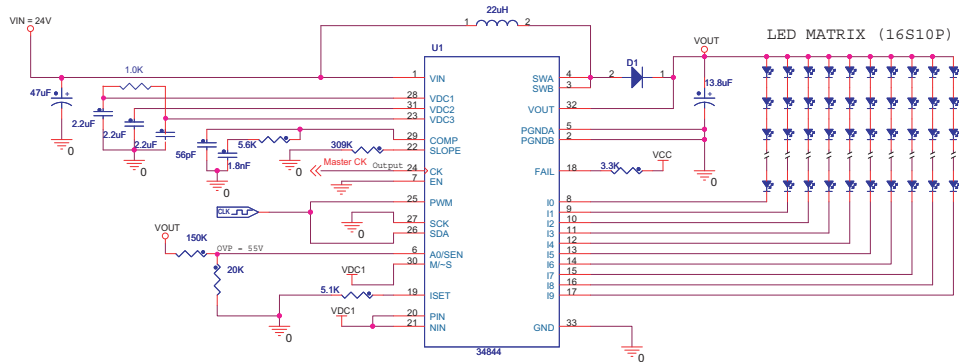 22uH
VIN = 24V
1 2
U1
VOUT
LED MATRIX (16S10P)
1.0K
47uF
+
0
1 VIN
28 VDC1
31 VDC2
23 VDC3
2.2uF
2.2uF
2.2uF
0
29 COMP
22 SLOPE
56pF
5.6K
1.8nF
309K
0
0
Master CK
Output
24 CK
7 EN
0
CLK
25 PWM
27 SCK
26 SDA
0
VOUT
150K
OVP = 55V
6 A0/SEN
30 M/~S
20K
VDC1
0
5.1K
19 ISET
VDC1
20 PIN
21 NIN
34844
SWA 4
SWB 3
D1
2 1
VOUT 32
13.8uF
+
PGNDA 5
PGNDB 2
0
FAIL 18
3.3K
VCC
I0 8
I1 9
I2 10
I3 11
I4 12
I5 13
I6 14
I7 15
I8 16
I9 17
GND 33
0